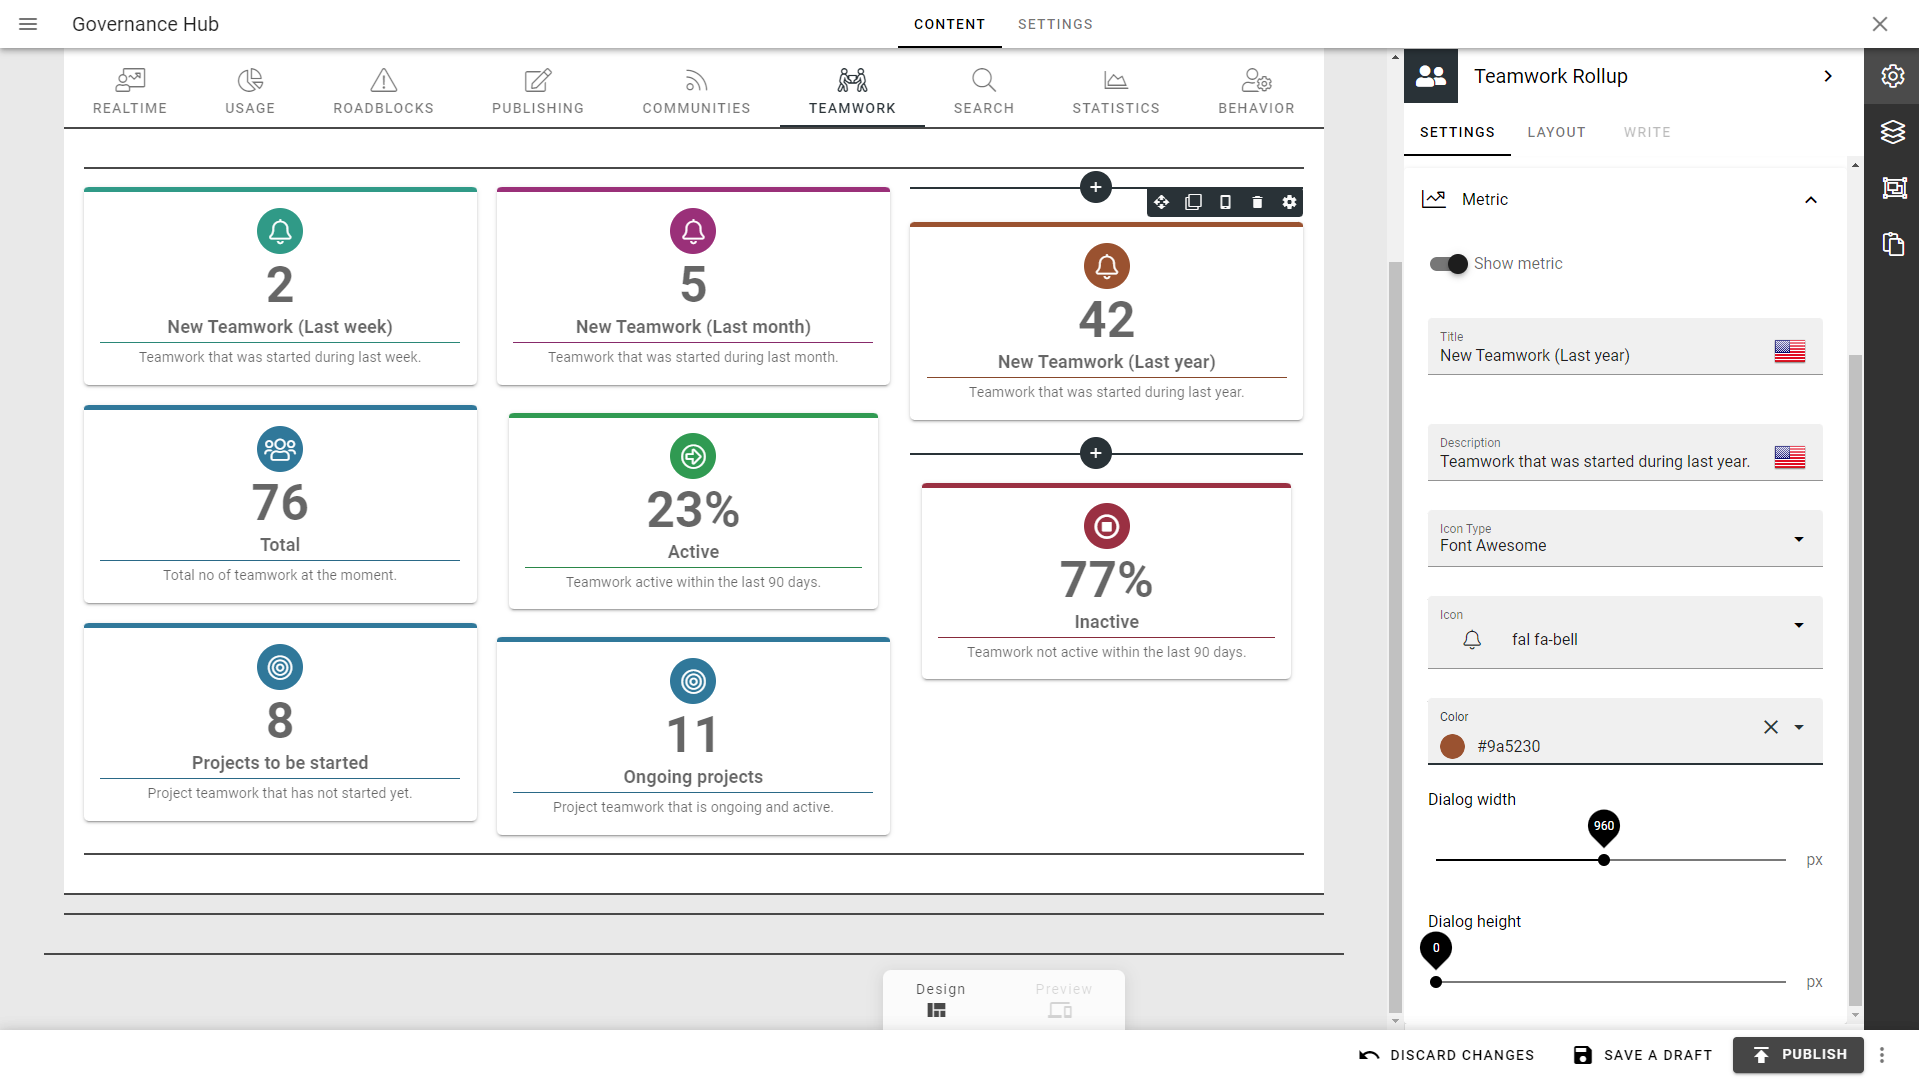 Governance Hub
CONTENT SETTINGS
REALTIME USAGE ROADBLOCKS PUBLISHING COMMUNITIES TEAMWORK SEARCH STATISTICS BEHAVIOR
2
New Teamwork (Last week)
Teamwork that was started during last week.
5
New Teamwork (Last month)
Teamwork that was started during last month.
42
New Teamwork (Last year)
Teamwork that was started during last year.
76
Total
Total no of teamwork at the moment.
23%
Active
Teamwork active within the last 90 days.
77%
Inactive
Teamwork not active within the last 90 days.
8
Projects to be started
Project teamwork that has not started yet.
11
Ongoing projects
Project teamwork that is ongoing and active.
Design Preview
Teamwork Rollup
SETTINGS LAYOUT WRITE
Metric
Show metric
Title
New Teamwork (Last year)
Description
Teamwork that was started during last year.
Icon Type
Font Awesome
Icon
fal fa-bell
Color
#9a5230
Dialog width
960
px
Dialog height
0
px
DISCARD CHANGES SAVE A DRAFT PUBLISH